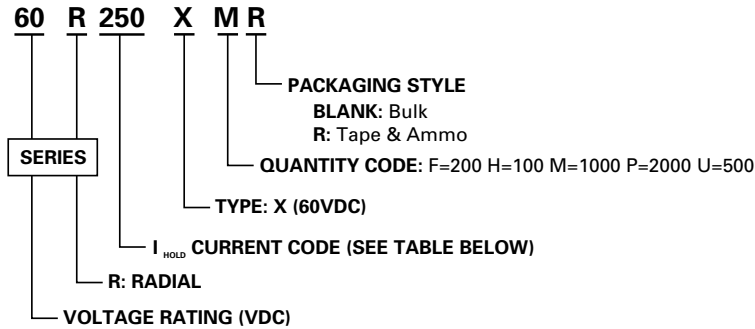 60 R 250 X M R
PACKAGING STYLE
BLANK: Bulk
R: Tape & Ammo
SERIES
QUANTITY CODE: F=200 H=100 M=1000 P=2000 U=500
TYPE: X (60VDC)
I HOLD CURRENT CODE (SEE TABLE BELOW)
R: RADIAL
VOLTAGE RATING (VDC)